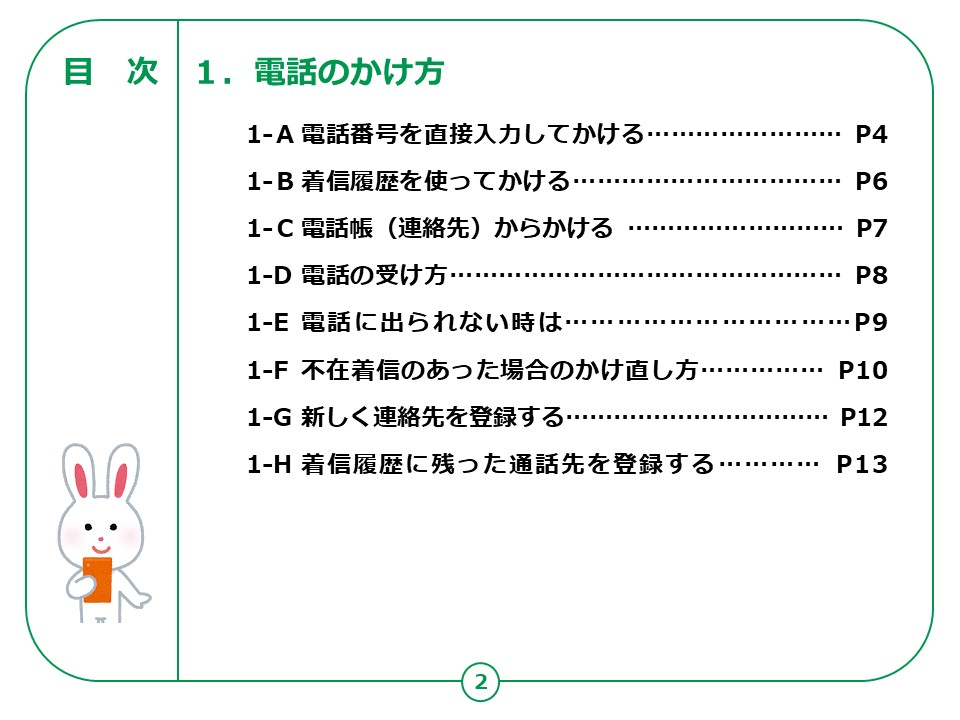 目　次
１．電話のかけ方
1-A 電話番号を直接入力してかける…………………… P4
1-B 着信履歴を使ってかける…………………………… P6
1-C 電話帳（連絡先）からかける ……………………… P7
1-D 電話の受け方………………………………………… P8
1-E 電話に出られない時は……………………………P9
1-F 不在着信のあった場合のかけ直し方…………… P10
1-G 新しく連絡先を登録する…………………………… P12
1-H 着信履歴に残った通話先を登録する………… P13
2